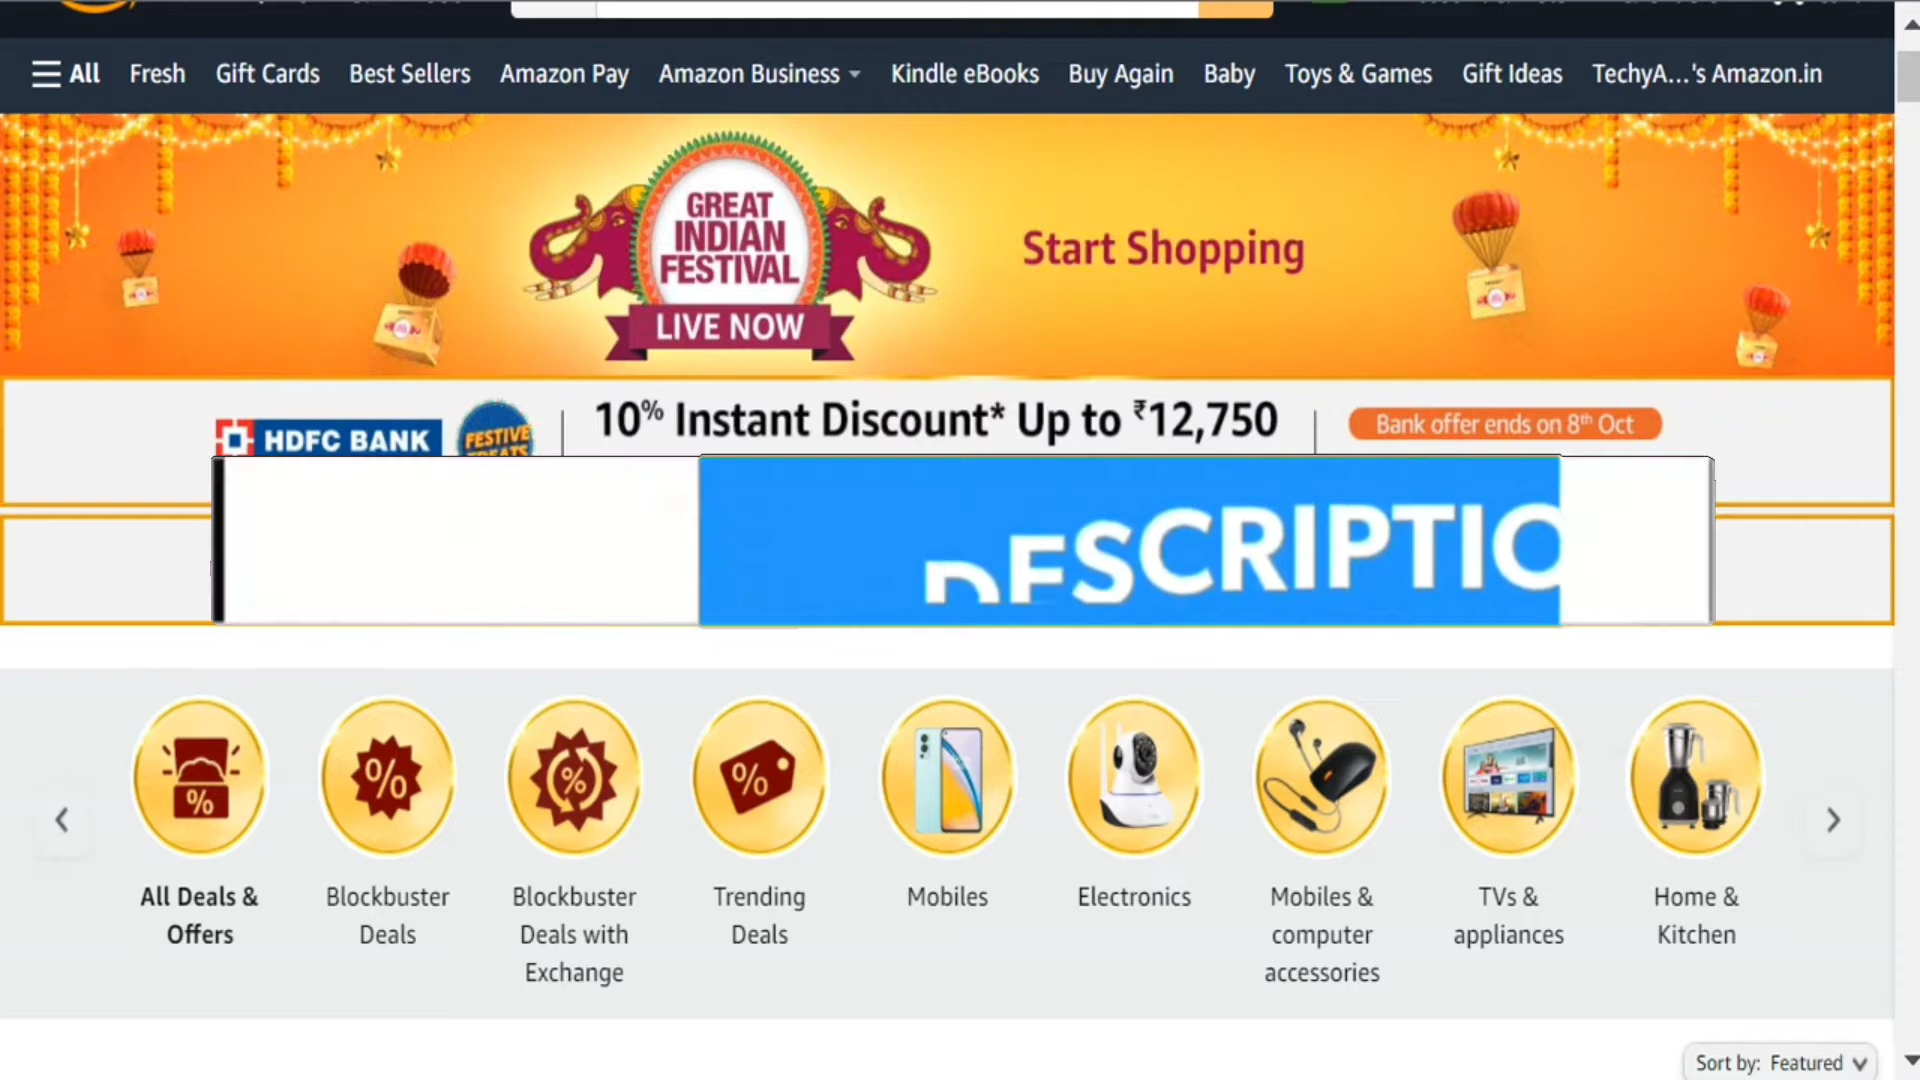 All Fresh Gift Cards Best Sellers Amazon Pay Amazon Business Kindle eBooks Buy Again Baby Toys & Games Gift Ideas TechyA...'s Amazon.in
GREAT
INDIAN
FESTIVAL
LIVE NOW
Start Shopping
HDFC BANK
FESTIVE
TREATS
10% Instant Discount* Up to ₹12,750
Bank offer ends on 8th Oct
DESCRIPTIO
All Deals &
Offers
Blockbuster
Deals
Blockbuster
Deals with
Exchange
Trending
Deals
Mobiles
Electronics
Mobiles &
computer
accessories
TVs &
appliances
Home &
Kitchen
Sort by: Featured